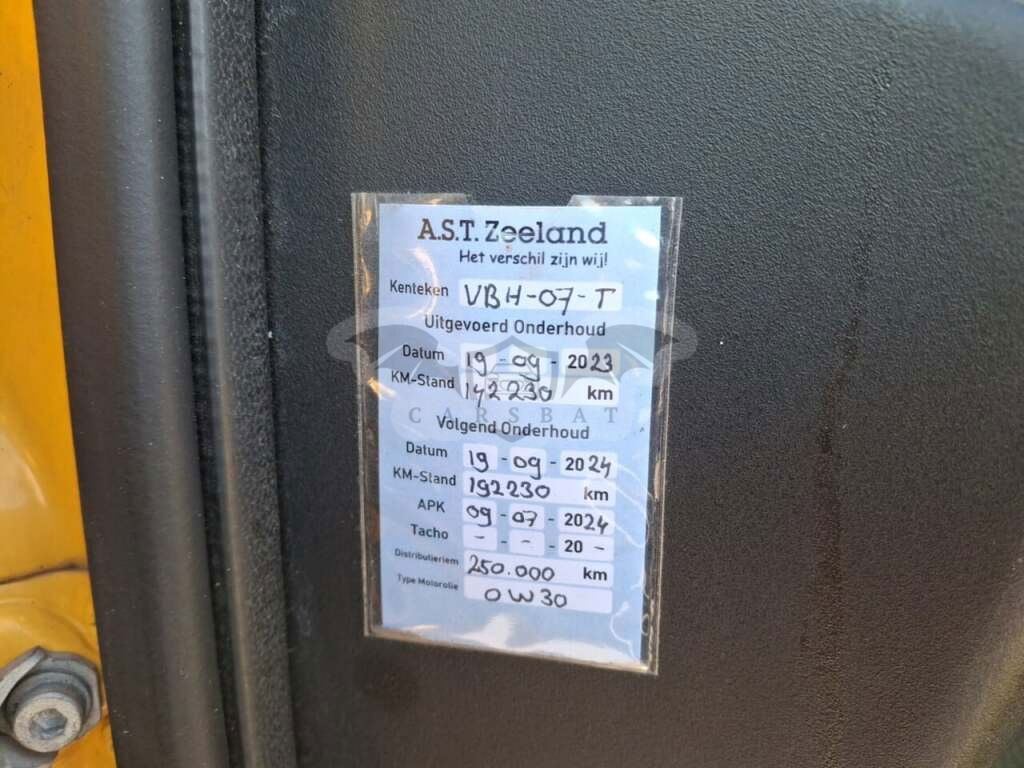 A.S.T. Zeeland
Het verschil zijn wij!
Kenteken VBH-07-T
Uitgevoerd Onderhoud
Datum 19 - 09 - 2023
KM-Stand 142230 km
CARSBAT
Volgend Onderhoud
Datum 19 - 09 - 2024
KM-Stand 192230 km
APK 09 - 07 - 2024
Tacho - - - - 20 -
Distributieriem 250.000 km
Type Motorolie 0W30